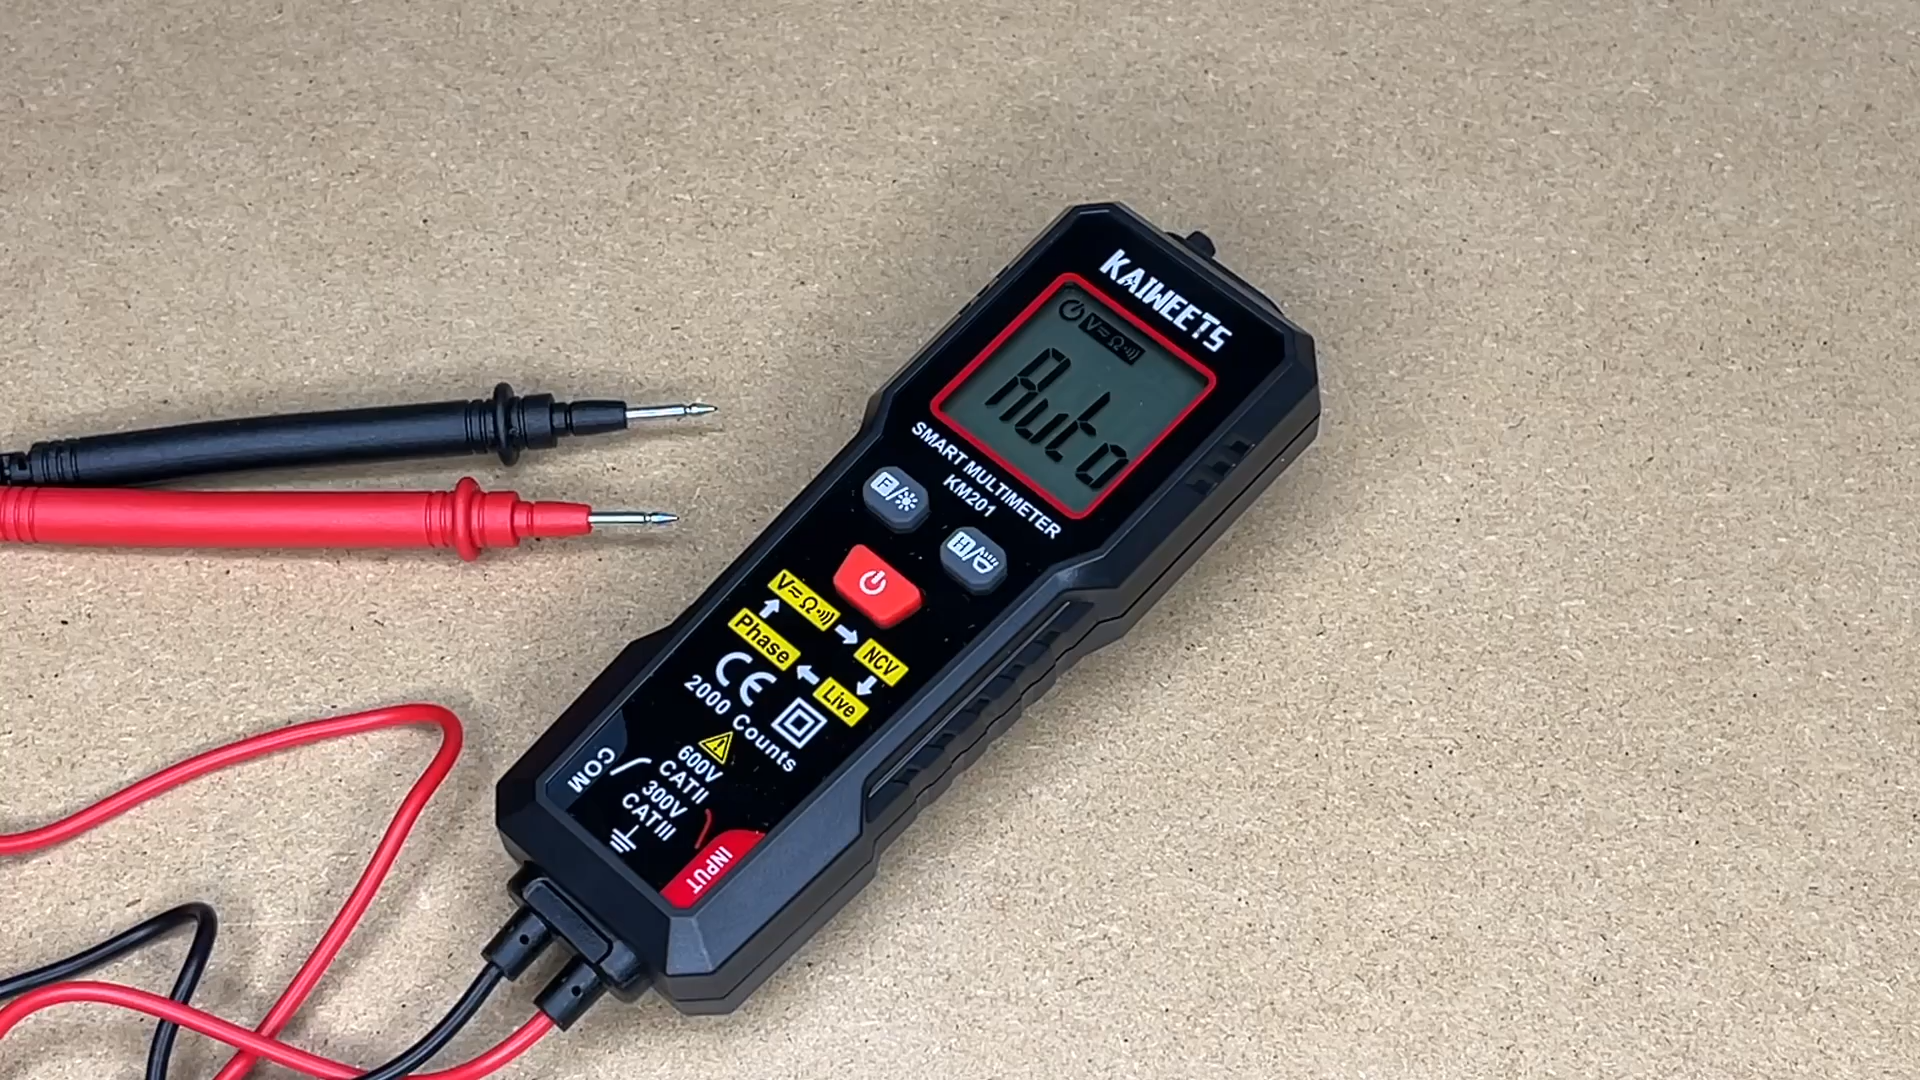 KAIWEETS
V Ω
Auto
SMART MULTIMETER
KM201
F/
H/
V Ω
NCV
Phase
Live
CE
2000 Counts
600V
CATII
300V
CATIII
COM
INPUT